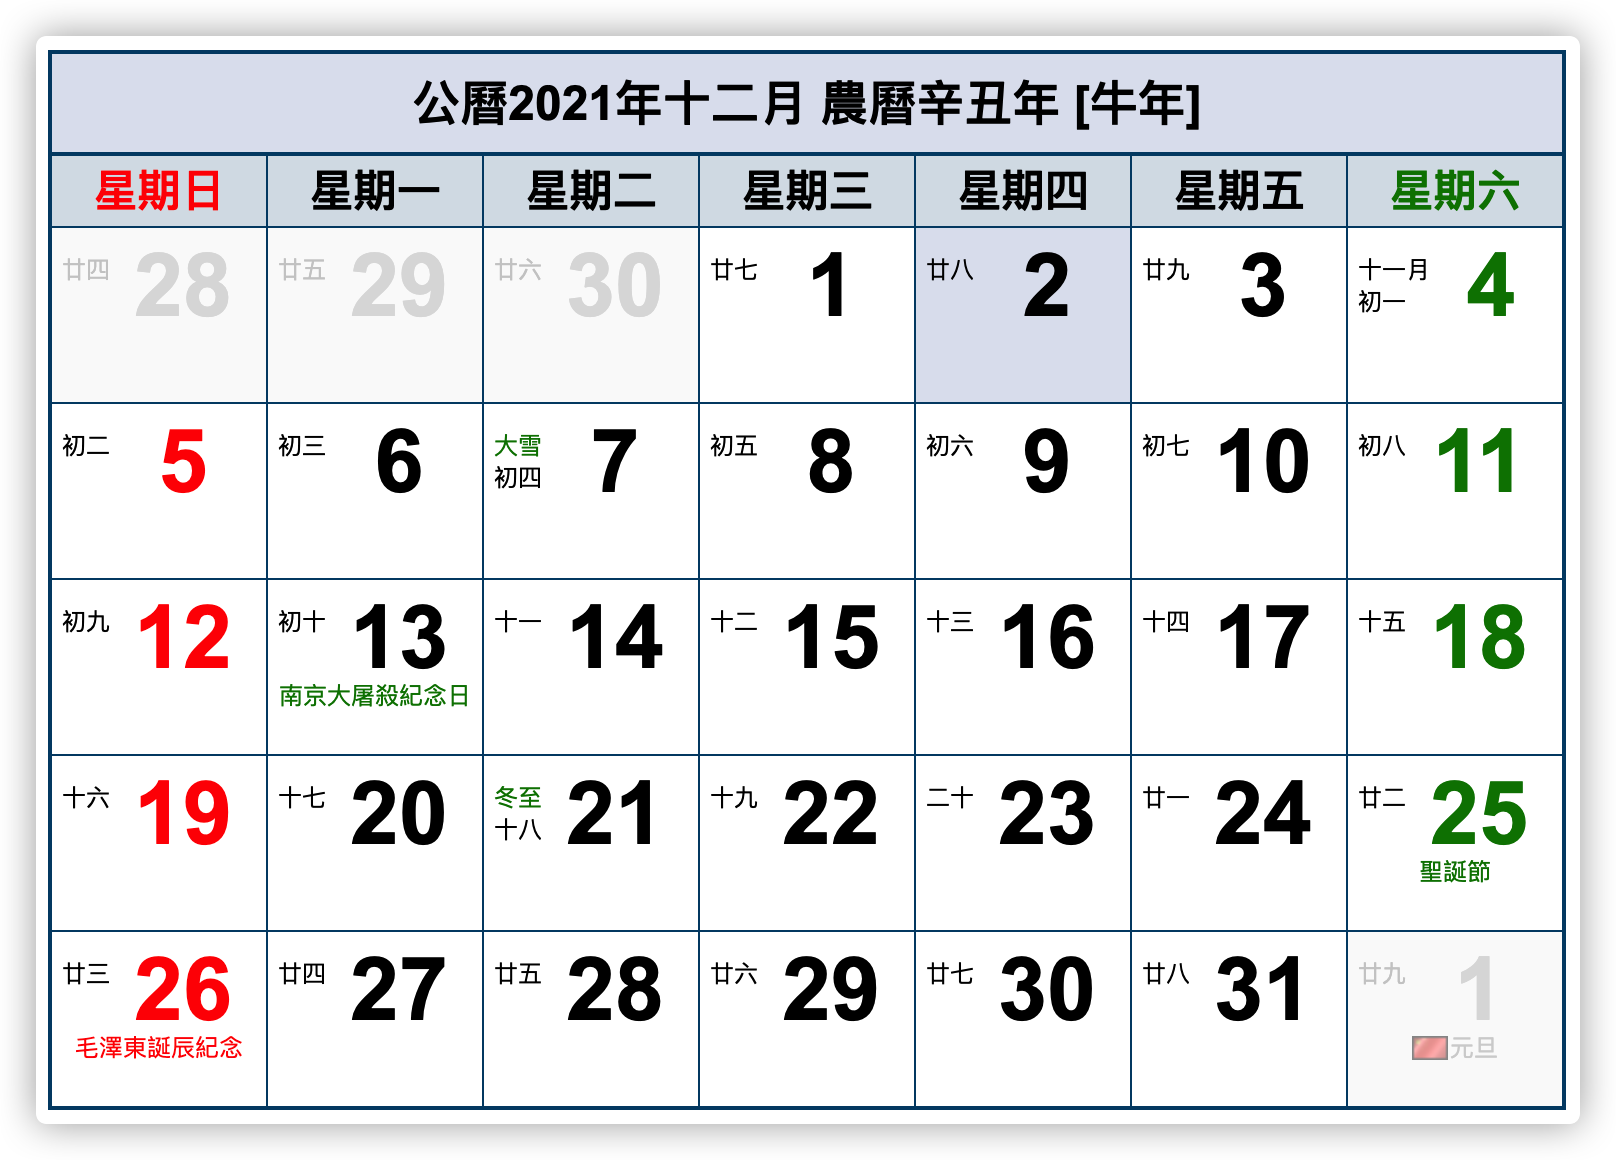 公曆2021年十二月 農曆辛丑年 [牛年]
星期日 星期一 星期二 星期三 星期四 星期五 星期六
廿四 28 廿五 29 廿六 30 廿七 1 廿八 2 廿九 3 十一月 4
初一
初二 5 初三 6 大雪 7 初五 8 初六 9 初七 10 初八 11
初四
初九 12 初十 13 十一 14 十二 15 十三 16 十四 17 十五 18
南京大屠殺紀念日
十六 19 十七 20 冬至 21 十九 22 二十 23 廿一 24 廿二 25
十八
聖誕節
廿三 26 廿四 27 廿五 28 廿六 29 廿七 30 廿八 31 廿九 1
毛澤東誕辰紀念 元旦